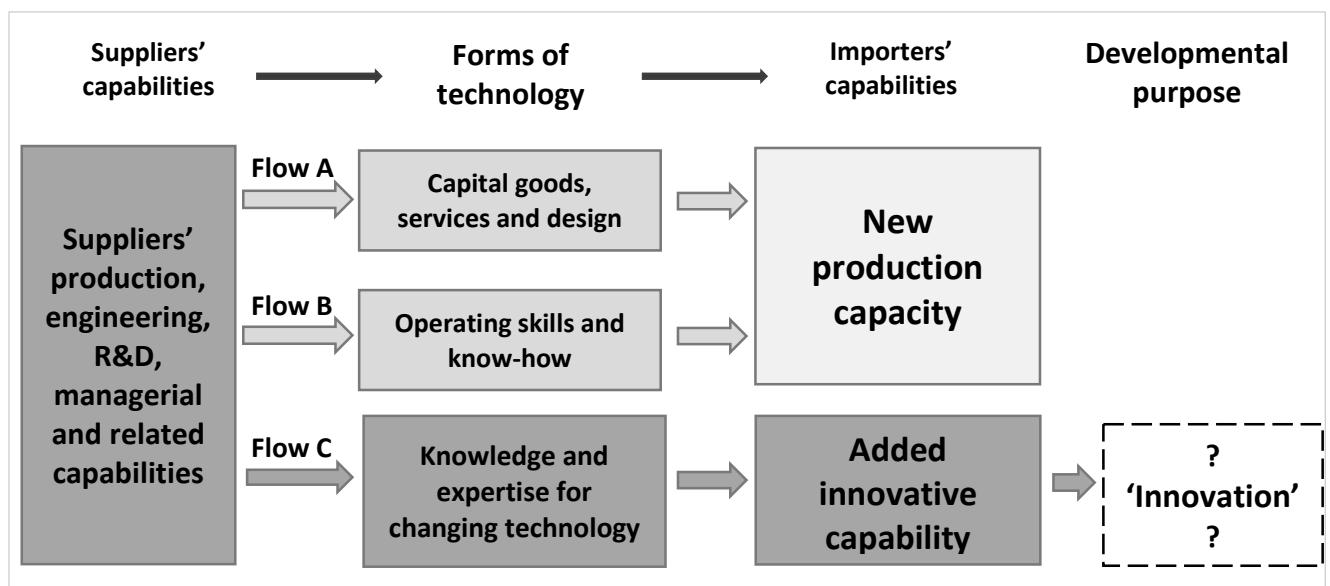 Suppliers’
capabilities
Forms of
technology
Importers’
capabilities
Developmental
purpose
Suppliers’
production,
engineering,
R&D,
managerial
and related
capabilities
Flow A
Capital goods,
services and design
New
production
capacity
Flow B
Operating skills and
know-how
Flow C
Knowledge and
expertise for
changing technology
Added
innovative
capability
?
‘Innovation’
?